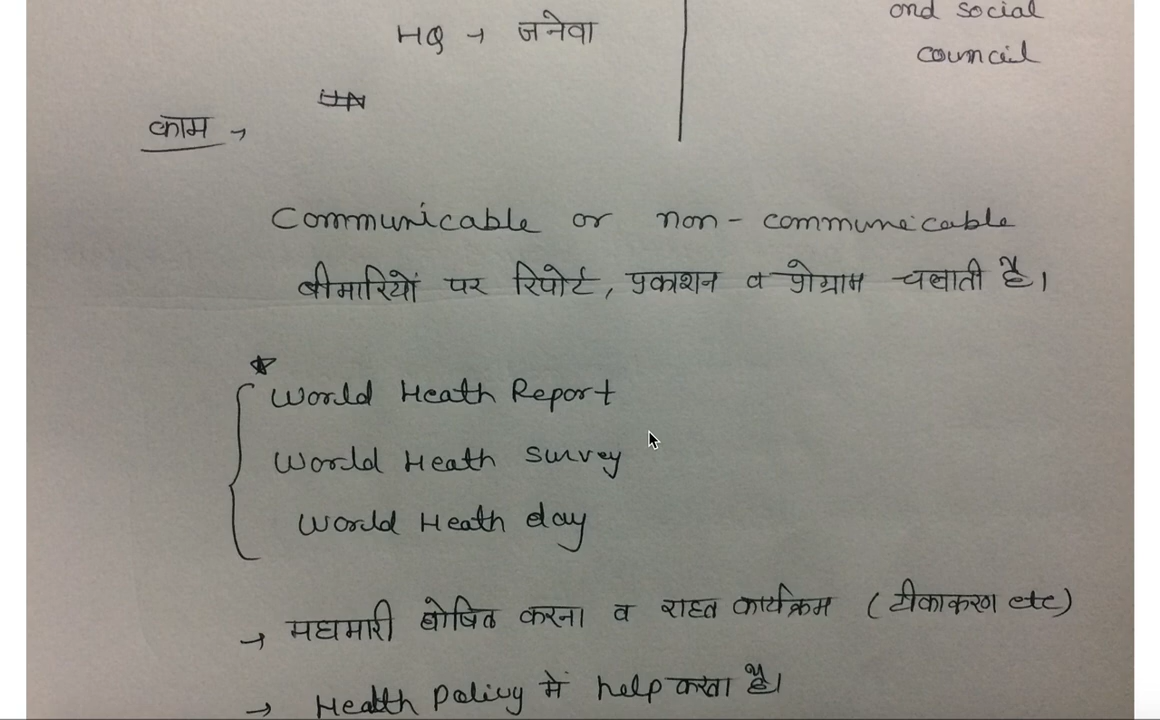 HQ → जनेवा
and social
council
काम →
Communicable or non-communicable
बीमारियों पर रिपोर्ट, प्रकाशन व प्रोग्राम चलाती है।
World Heath Report
World Heath Survey
World Heath day
→ महामारी घोषित करना व राहत कार्यक्रम (टीकाकरण etc)
→ Health Policy में help करता है।